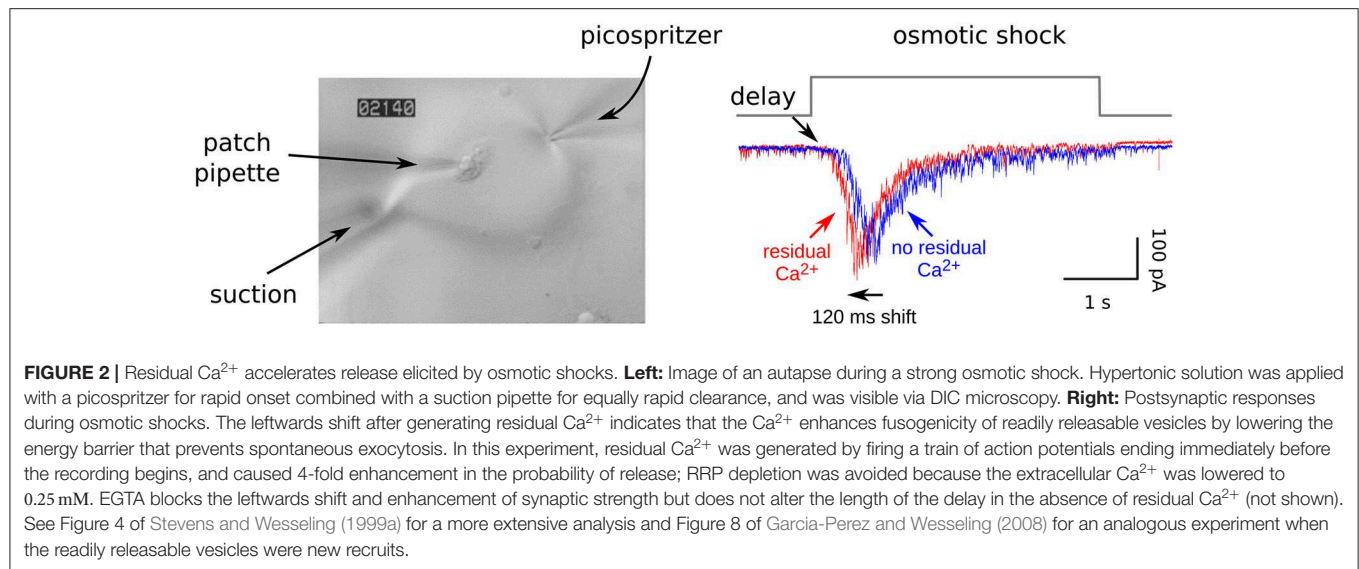 picospritzer
osmotic shock
02140
delay
patch
pipette
residual
Ca²⁺
no residual
Ca²⁺
100 pA
suction
1 s
120 ms shift
FIGURE 2 | Residual Ca²⁺ accelerates release elicited by osmotic shocks. Left: Image of an autapse during a strong osmotic shock. Hypertonic solution was applied
with a picospritzer for rapid onset combined with a suction pipette for equally rapid clearance, and was visible via DIC microscopy. Right: Postsynaptic responses
during osmotic shocks. The leftwards shift after generating residual Ca²⁺ indicates that the Ca²⁺ enhances fusogenicity of readily releasable vesicles by lowering the
energy barrier that prevents spontaneous exocytosis. In this experiment, residual Ca²⁺ was generated by firing a train of action potentials ending immediately before
the recording begins, and caused 4-fold enhancement in the probability of release; RRP depletion was avoided because the extracellular Ca²⁺ was lowered to
0.25 mM. EGTA blocks the leftwards shift and enhancement of synaptic strength but does not alter the length of the delay in the absence of residual Ca²⁺ (not shown).
See Figure 4 of Stevens and Wesseling (1999a) for a more extensive analysis and Figure 8 of Garcia-Perez and Wesseling (2008) for an analogous experiment when
the readily releasable vesicles were new recruits.